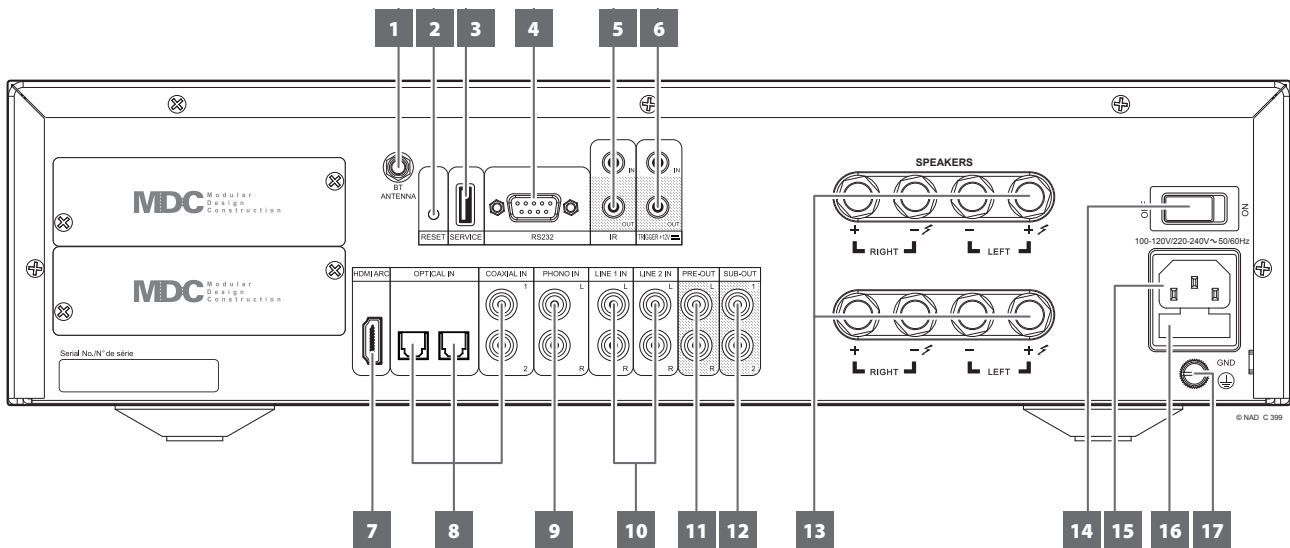 1 2 3 4 5 6
SPEAKERS
MDC Modular
Design
Construction
BT
ANTENNA
IN IN
OUT OUT
RESET SERVICE RS232 IR TRIGGER +12V
OFF ON
+ - - +
RIGHT LEFT
100-120V/220-240V~50/60Hz
MDC Modular
Design
Construction
HDMI ARC OPTICAL IN COAXIAL IN PHONO IN LINE 1 IN LINE 2 IN PRE-OUT SUB-OUT
1 L L L L 1
2 R R R R 2
+ - - +
RIGHT LEFT
Serial No./N° de série
GND
© NAD C 399
7 8 9 10 11 12 13 14 15 16 17